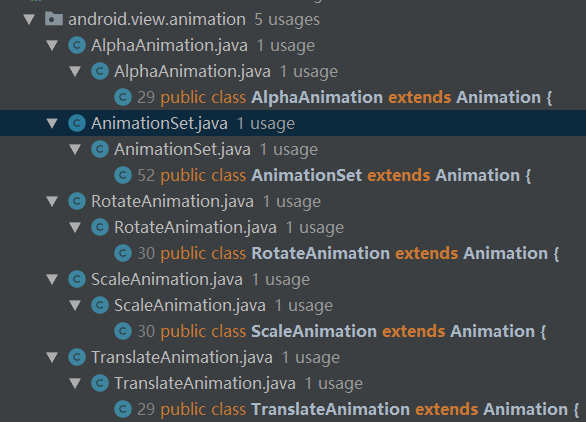 android.view.animation 5 usages
AlphaAnimation.java 1 usage
AlphaAnimation.java 1 usage
29 public class AlphaAnimation extends Animation {
AnimationSet.java 1 usage
AnimationSet.java 1 usage
52 public class AnimationSet extends Animation {
RotateAnimation.java 1 usage
RotateAnimation.java 1 usage
30 public class RotateAnimation extends Animation {
ScaleAnimation.java 1 usage
ScaleAnimation.java 1 usage
30 public class ScaleAnimation extends Animation {
TranslateAnimation.java 1 usage
TranslateAnimation.java 1 usage
29 public class TranslateAnimation extends Animation {